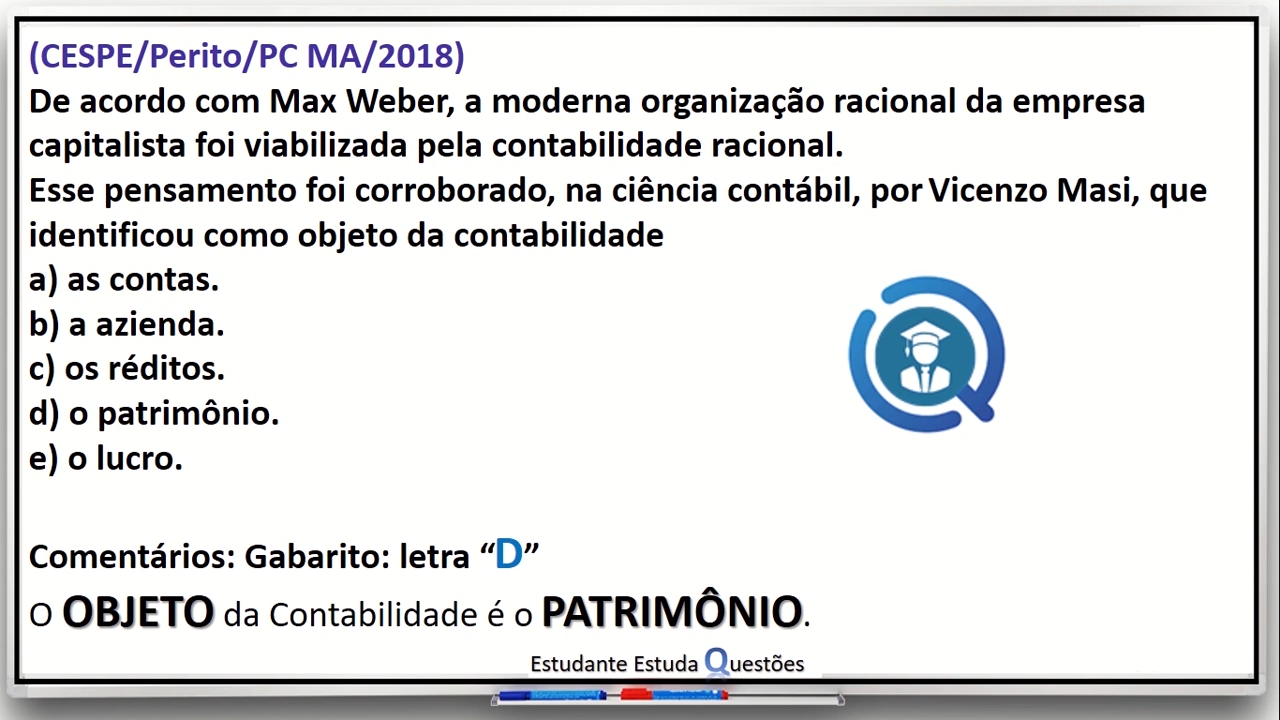 (CESPE/Perito/PC MA/2018)
De acordo com Max Weber, a moderna organização racional da empresa
capitalista foi viabilizada pela contabilidade racional.
Esse pensamento foi corroborado, na ciência contábil, por Vicenzo Masi, que
identificou como objeto da contabilidade
a) as contas.
b) a azienda.
c) os réditos.
d) o patrimônio.
e) o lucro.
Comentários: Gabarito: letra “D”
O OBJETO da Contabilidade é o PATRIMÔNIO.
Estudante Estuda Questões